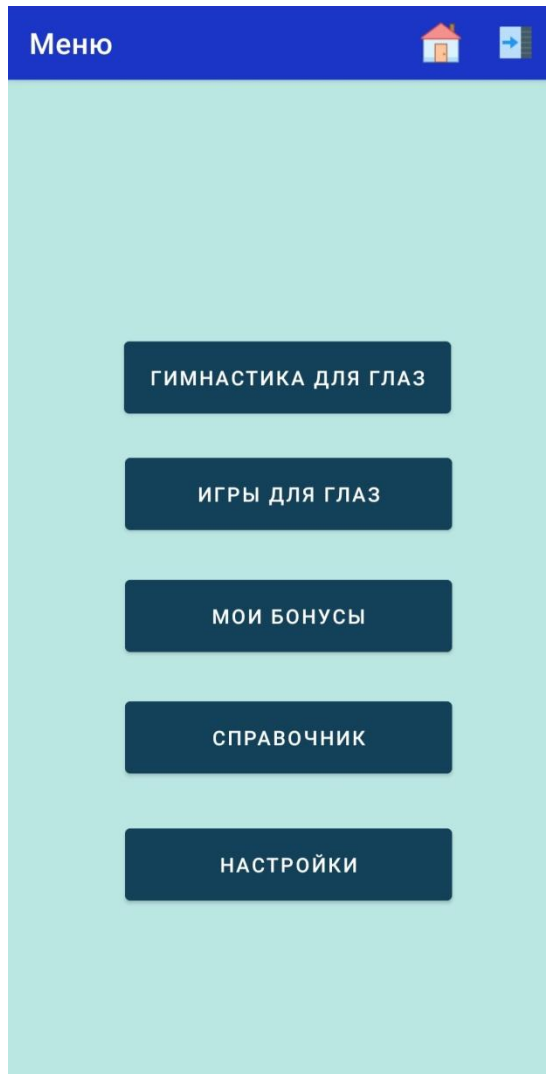 Меню
ГИМНАСТИКА ДЛЯ ГЛАЗ
ИГРЫ ДЛЯ ГЛАЗ
МОИ БОНУСЫ
СПРАВОЧНИК
НАСТРОЙКИ